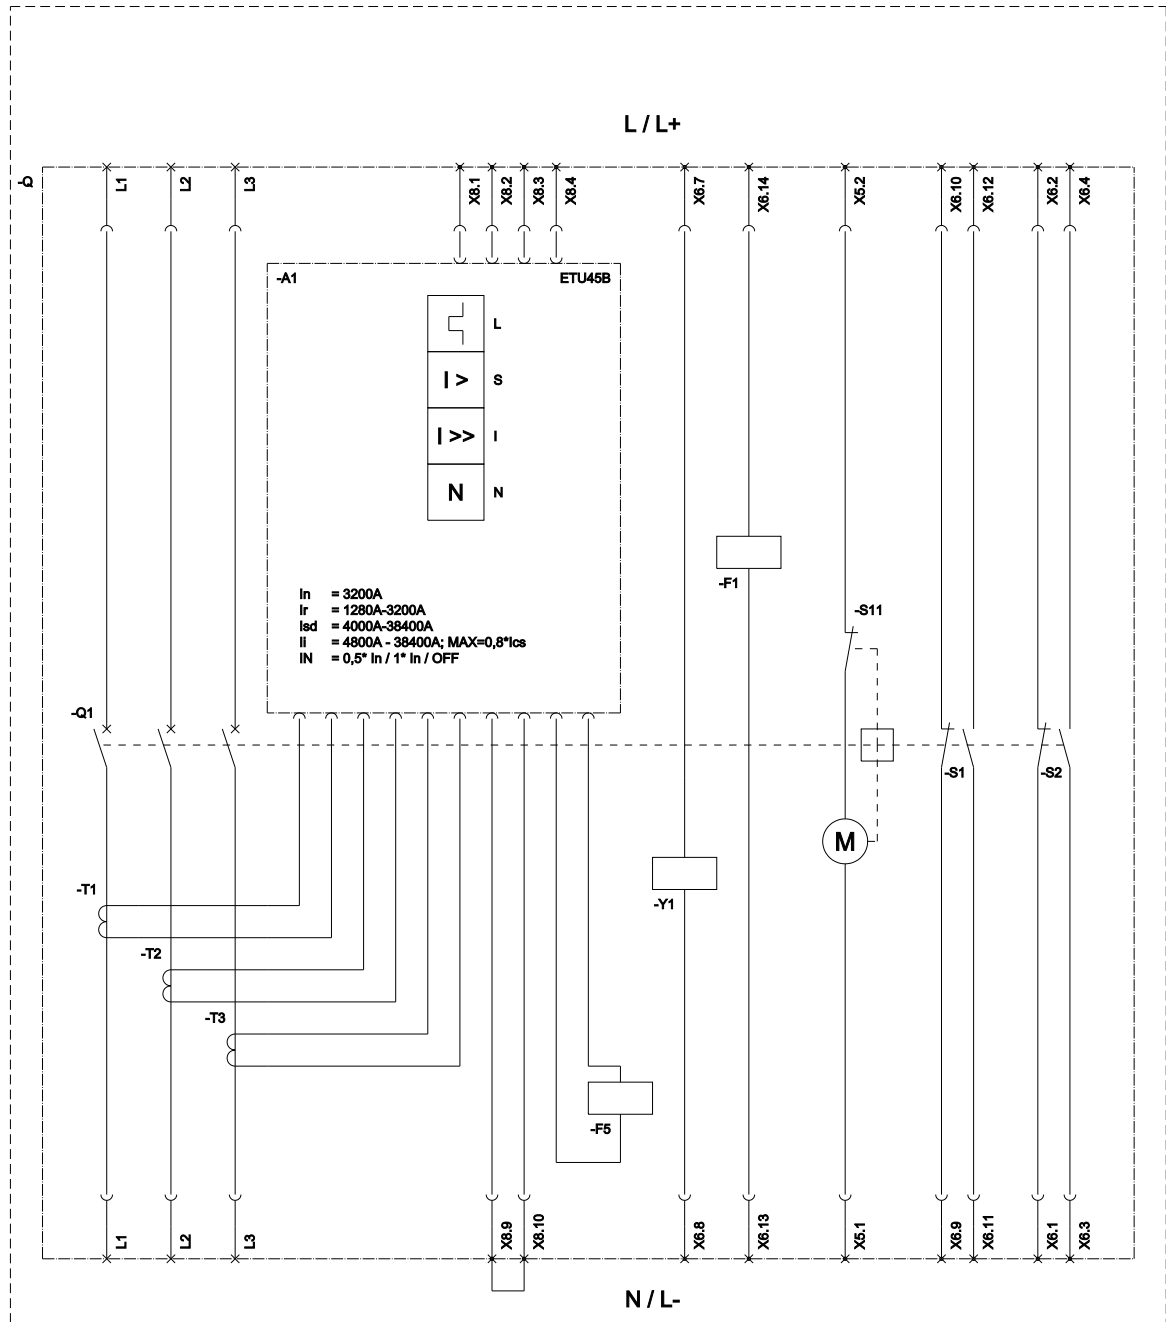 L / L+
-Q
L1
L2
L3
X8.1
X8.2
X8.3
X8.4
X6.7
X6.14
X5.2
X6.10
X6.12
X6.2
X6.4
-A1
ETU45B
L
I >
S
I >>
I
N
N
-F1
In = 3200A
Ir = 1280A-3200A
Isd = 4000A-38400A
Ii = 4800A - 38400A; MAX=0,8*Ics
IN = 0,5* In / 1* In / OFF
-S11
-Q1
-S1
-S2
M
-T1
-Y1
-T2
-T3
-F5
L1
L2
L3
X8.9
X8.10
X6.8
X6.13
X5.1
X6.9
X6.11
X6.1
X6.3
N / L-